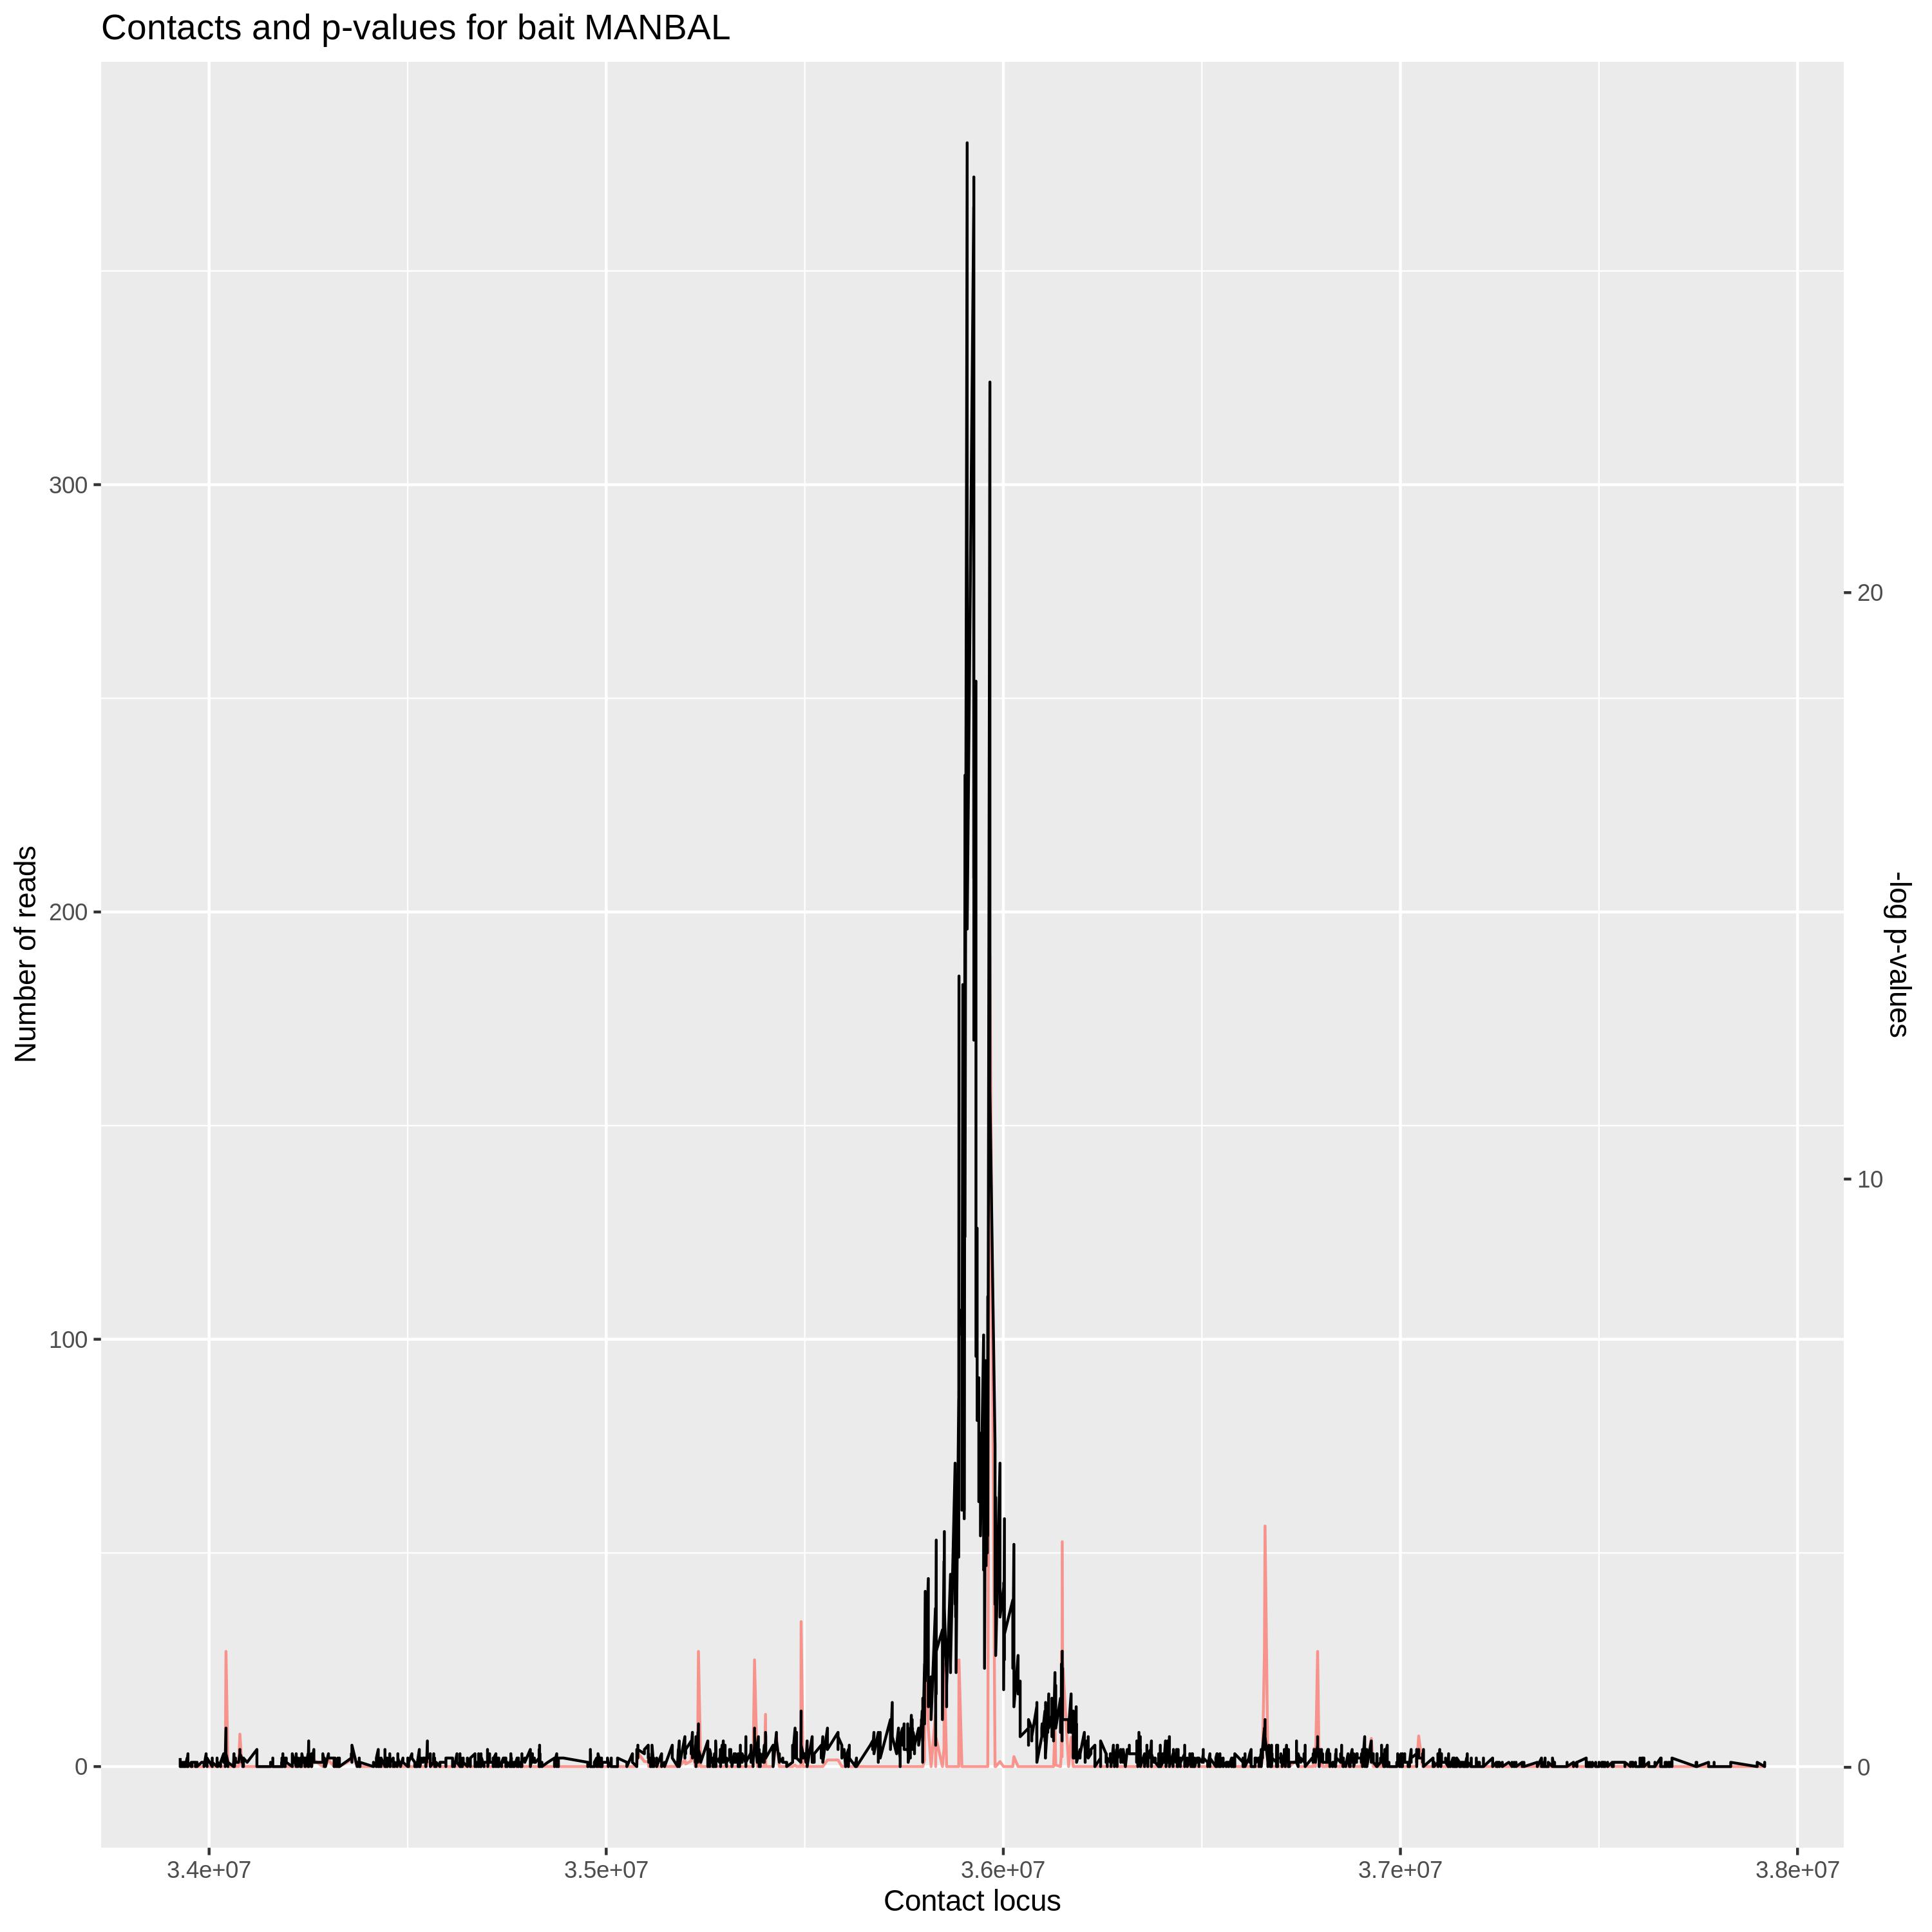 Contacts and p-values for bait MANBAL
Number of reads
300
200
100
0
20
10
0
-log p-values
3.4e+07
3.5e+07
3.6e+07
3.7e+07
3.8e+07
Contact locus